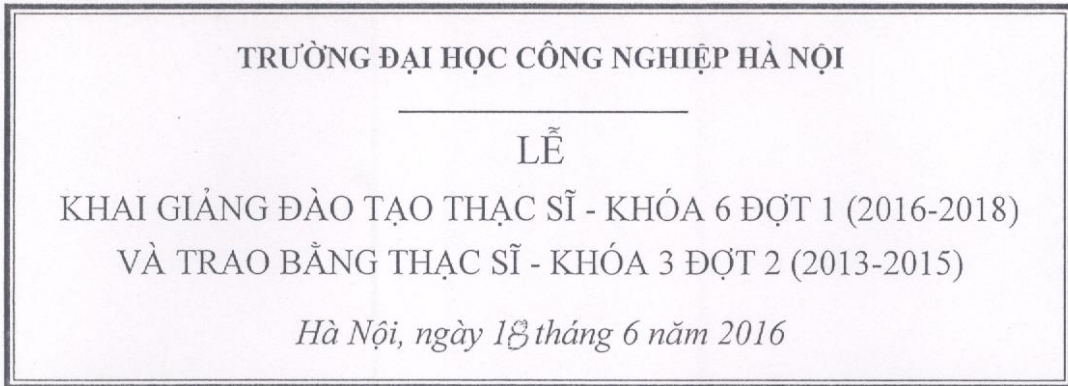 TRƯỜNG ĐẠI HỌC CÔNG NGHIỆP HÀ NỘI
LỄ
KHAI GIẢNG ĐÀO TẠO THẠC SĨ - KHÓA 6 ĐỢT 1 (2016-2018)
VÀ TRAO BẰNG THẠC SĨ - KHÓA 3 ĐỢT 2 (2013-2015)
Hà Nội, ngày 18 tháng 6 năm 2016